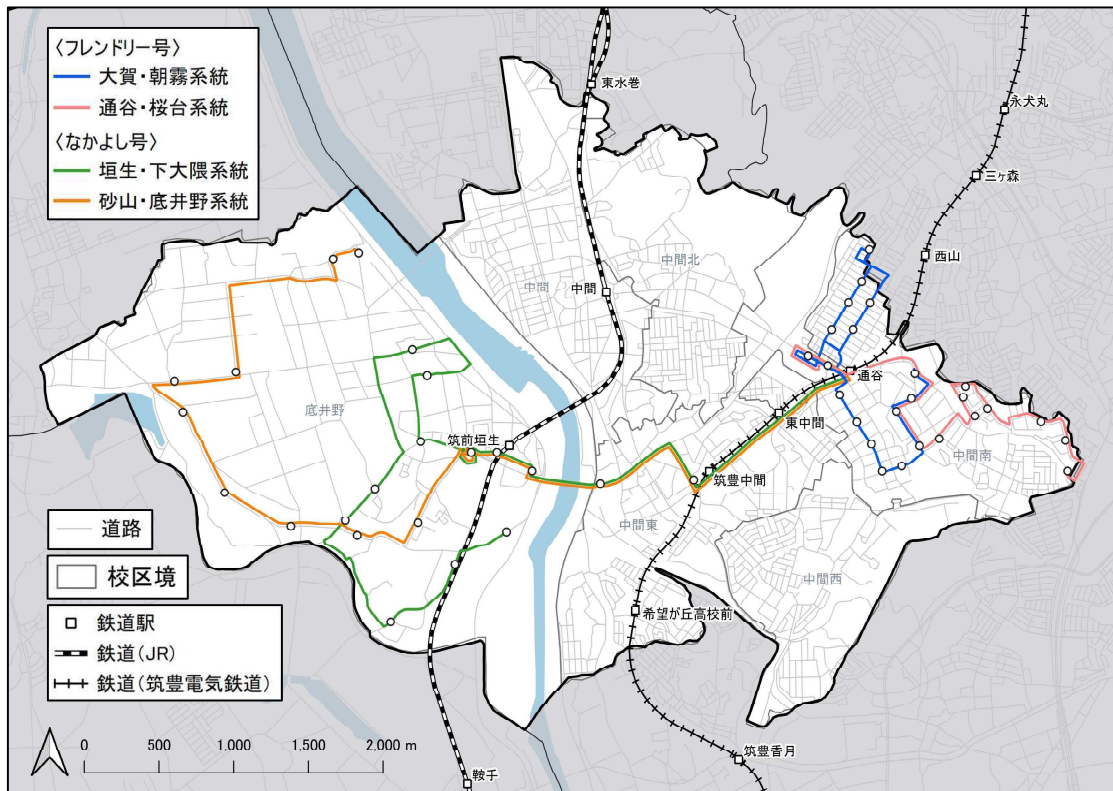 〈フレンドリー号〉
大賀・朝霧系統
通谷・桜台系統
〈なかよし号〉
垣生・下大隈系統
砂山・底井野系統
東水巻
永犬丸
三ヶ森
西山
中間北
中間
中間
通谷
底井野
東中間
筑前垣生
中間南
筑豊中間
中間東
中間西
希望が丘高校前
筑豊香月
鞍手
道路
校区境
鉄道駅
鉄道(JR)
鉄道(筑豊電気鉄道)
0 500 1.000 1.500 2.000 m